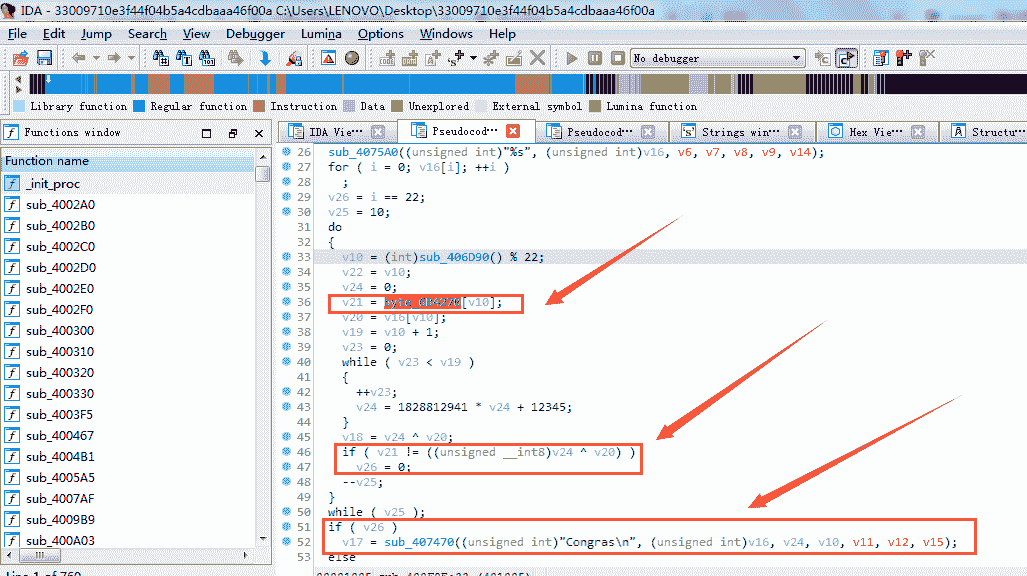 IDA - 33009710e3f44f04b5a4cdbaaa46f00a C:\Users\LENOVO\Desktop\33009710e3f44f04b5a4cdbaaa46f00a
File Edit Jump Search View Debugger Lumina Options Windows Help
No debugger
Library function Regular function Instruction Data Unexplored External symbol Lumina function
Functions window
IDA Vie··· Pseudocod··· Pseudocod··· Strings win··· Hex Vie··· Structu···
Function name
_init_proc
sub_4002A0
sub_4002B0
sub_4002C0
sub_4002D0
sub_4002E0
sub_4002F0
sub_400300
sub_400310
sub_400320
sub_400330
sub_4003F5
sub_400467
sub_4004B1
sub_4005A5
sub_4007AF
sub_4009B9
sub_400A03
26 sub_4075A0((unsigned int)"%s", (unsigned int)v16, v6, v7, v8, v9, v14);
27 for ( i = 0; v16[i]; ++i )
28 ;
29 v26 = i == 22;
30 v25 = 10;
31 do
32 {
33 v10 = (int)sub_406D90() % 22;
34 v22 = v10;
35 v24 = 0;
36 v21 = [v10];
37 v20 = v16[v10];
38 v19 = v10 + 1;
39 v23 = 0;
40 while ( v23 < v19 )
41 {
42 ++v23;
43 v24 = 1828812941 * v24 + 12345;
44 }
45 v18 = v24 ^ v20;
46 if ( v21 != ((unsigned __int8)v24 ^ v20) )
47 v26 = 0;
48 --v25;
49 }
50 while ( v25 );
51 if ( v26 )
52 v17 = sub_407470((unsigned int)"Congras\n", (unsigned int)v16, v24, v10, v11, v12, v15);
53 else